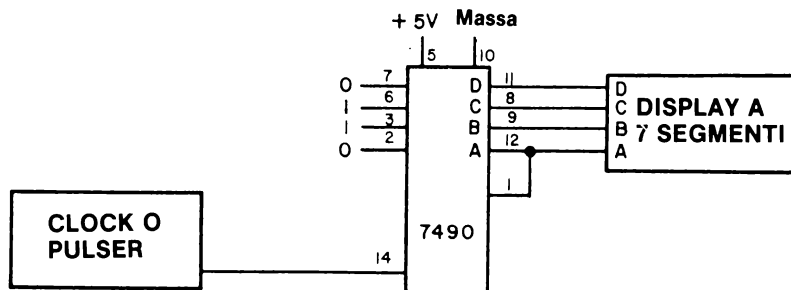 + 5V Massa
5 10
0 7 D 11 D
1 6 C 8 C
1 3 B 9 B
0 2 A 12 A
DISPLAY A
7 SEGMENTI
1
7490
CLOCK O
PULSER
14